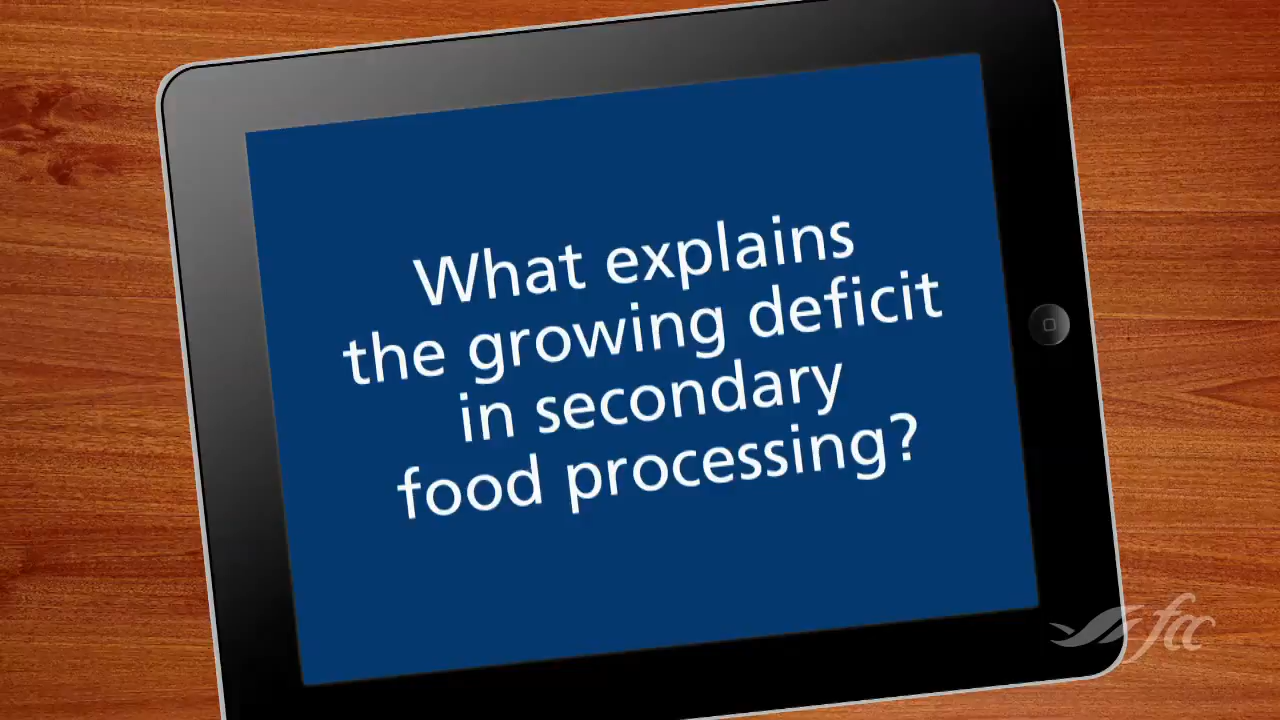 What explains
the growing deficit
in secondary
food processing?
fcc